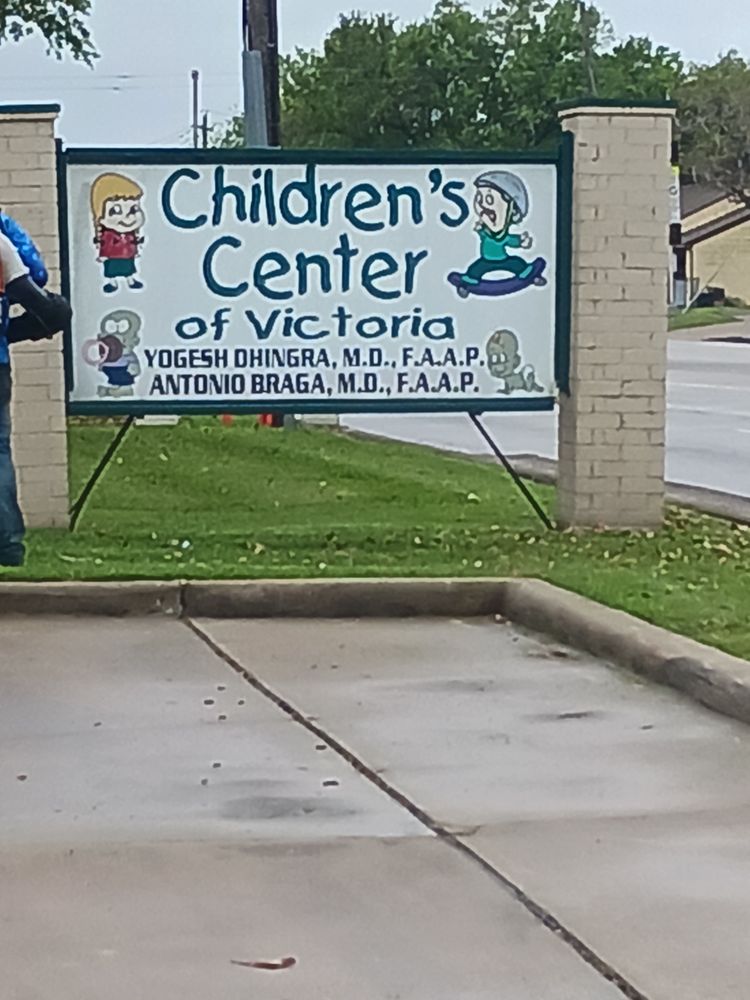 Children's
Center
of Victoria
YOGESH DHINGRA, M.D., F.A.A.P.
ANTONIO BRAGA, M.D., F.A.A.P.